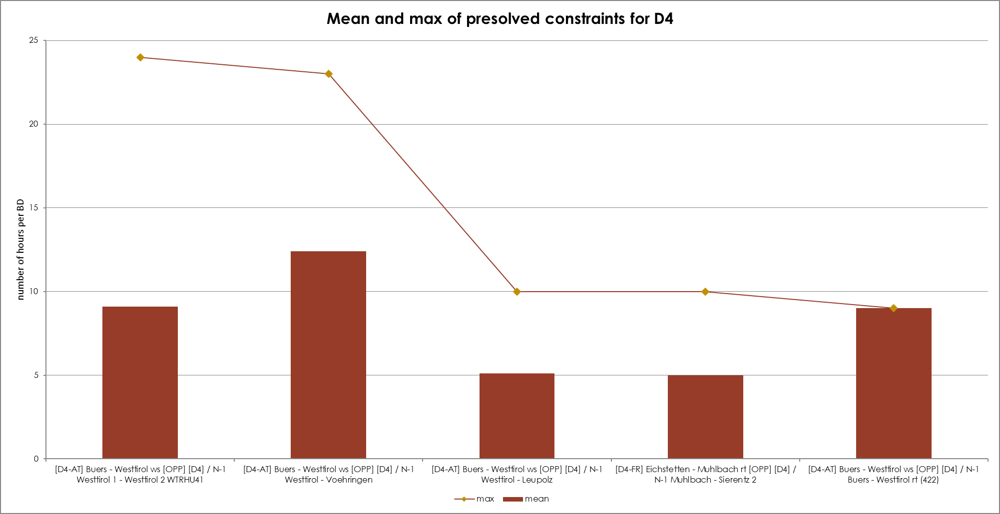 Mean and max of presolved constraints for D4
number of hours per BD
25
20
15
10
5
0
[D4-AT] Buers - Westtirol ws [OPP] [D4] / N-1
Westtirol 1 - Westtirol 2 WTRHU41
[D4-AT] Buers - Westtirol ws [OPP] [D4] / N-1
Westtirol - Voehringen
[D4-AT] Buers - Westtirol ws [OPP] [D4] / N-1
Westtirol - Leupolz
[D4-FR] Eichstetten - Muhlbach rt [OPP] [D4] /
N-1 Muhlbach - Sierentz 2
[D4-AT] Buers - Westtirol ws [OPP] [D4] / N-1
Buers - Westtirol rt (422)
max
mean